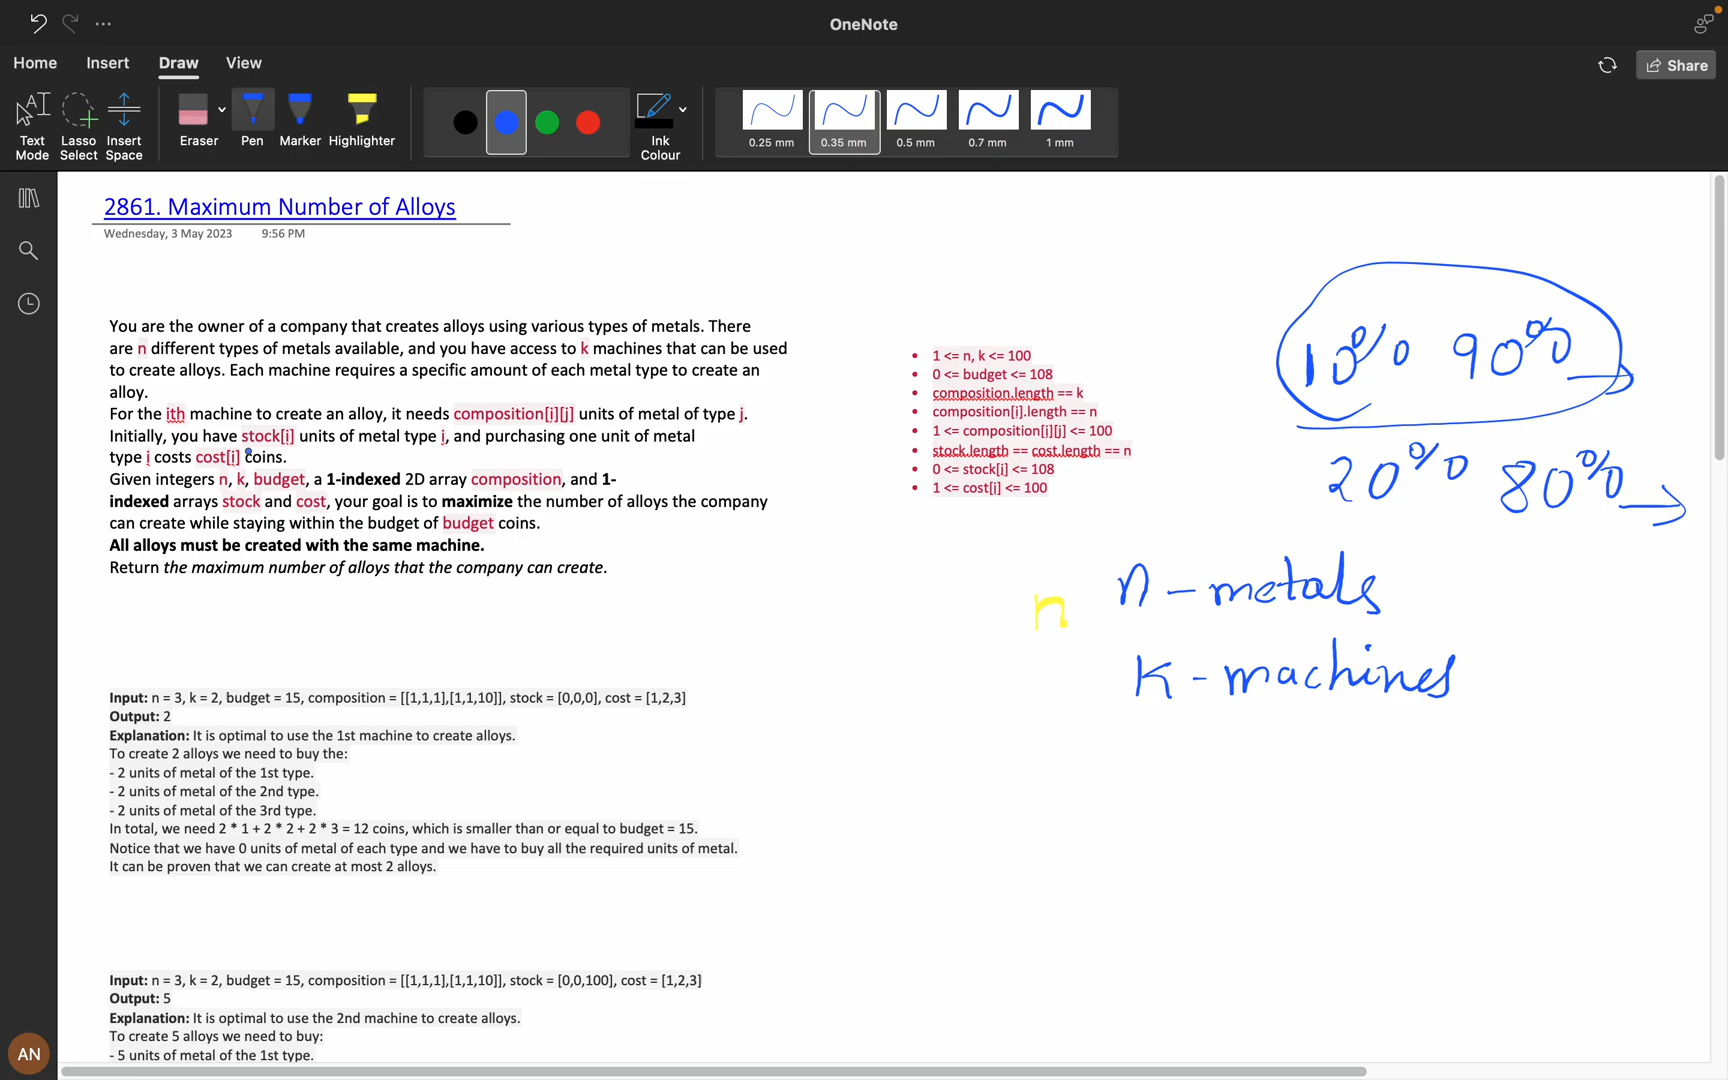 OneNote
Home Insert Draw View
Share
Text Mode
Lasso Select
Insert Space
Eraser
Pen
Marker
Highlighter
Ink Colour
0.25 mm
0.35 mm
0.5 mm
0.7 mm
1 mm
2861. Maximum Number of Alloys
Wednesday, 3 May 2023 9:56 PM
You are the owner of a company that creates alloys using various types of metals. There
are n different types of metals available, and you have access to k machines that can be used
to create alloys. Each machine requires a specific amount of each metal type to create an
alloy.
For the ith machine to create an alloy, it needs composition[i][j] units of metal of type j.
Initially, you have stock[i] units of metal type i, and purchasing one unit of metal
type i costs cost[i] coins.
Given integers n, k, budget, a 1-indexed 2D array composition, and 1-
indexed arrays stock and cost, your goal is to maximize the number of alloys the company
can create while staying within the budget of budget coins.
All alloys must be created with the same machine.
Return the maximum number of alloys that the company can create.
• 1 <= n, k <= 100
• 0 <= budget <= 108
• composition.length == k
• composition[i].length == n
• 1 <= composition[i][j] <= 100
• stock.length == cost.length == n
• 0 <= stock[i] <= 108
• 1 <= cost[i] <= 100
10% 90%
20% 80%
n n - metals
K - machines
Input: n = 3, k = 2, budget = 15, composition = [[1,1,1],[1,1,10]], stock = [0,0,0], cost = [1,2,3]
Output: 2
Explanation: It is optimal to use the 1st machine to create alloys.
To create 2 alloys we need to buy the:
- 2 units of metal of the 1st type.
- 2 units of metal of the 2nd type.
- 2 units of metal of the 3rd type.
In total, we need 2 * 1 + 2 * 2 + 2 * 3 = 12 coins, which is smaller than or equal to budget = 15.
Notice that we have 0 units of metal of each type and we have to buy all the required units of metal.
It can be proven that we can create at most 2 alloys.
Input: n = 3, k = 2, budget = 15, composition = [[1,1,1],[1,1,10]], stock = [0,0,100], cost = [1,2,3]
Output: 5
Explanation: It is optimal to use the 2nd machine to create alloys.
To create 5 alloys we need to buy:
- 5 units of metal of the 1st type.
AN